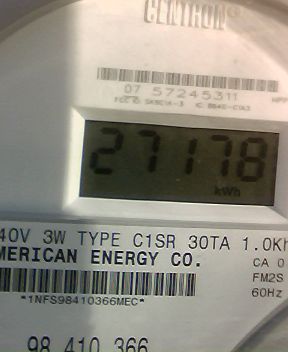 CENTRON
07 57245311
27178
kWh
40V 3W TYPE C1SR 30TA 1.0Kh
MERICAN ENERGY CO.
CA 0
FM2S
60Hz
*1NFS98410366MEC*
98 410 366